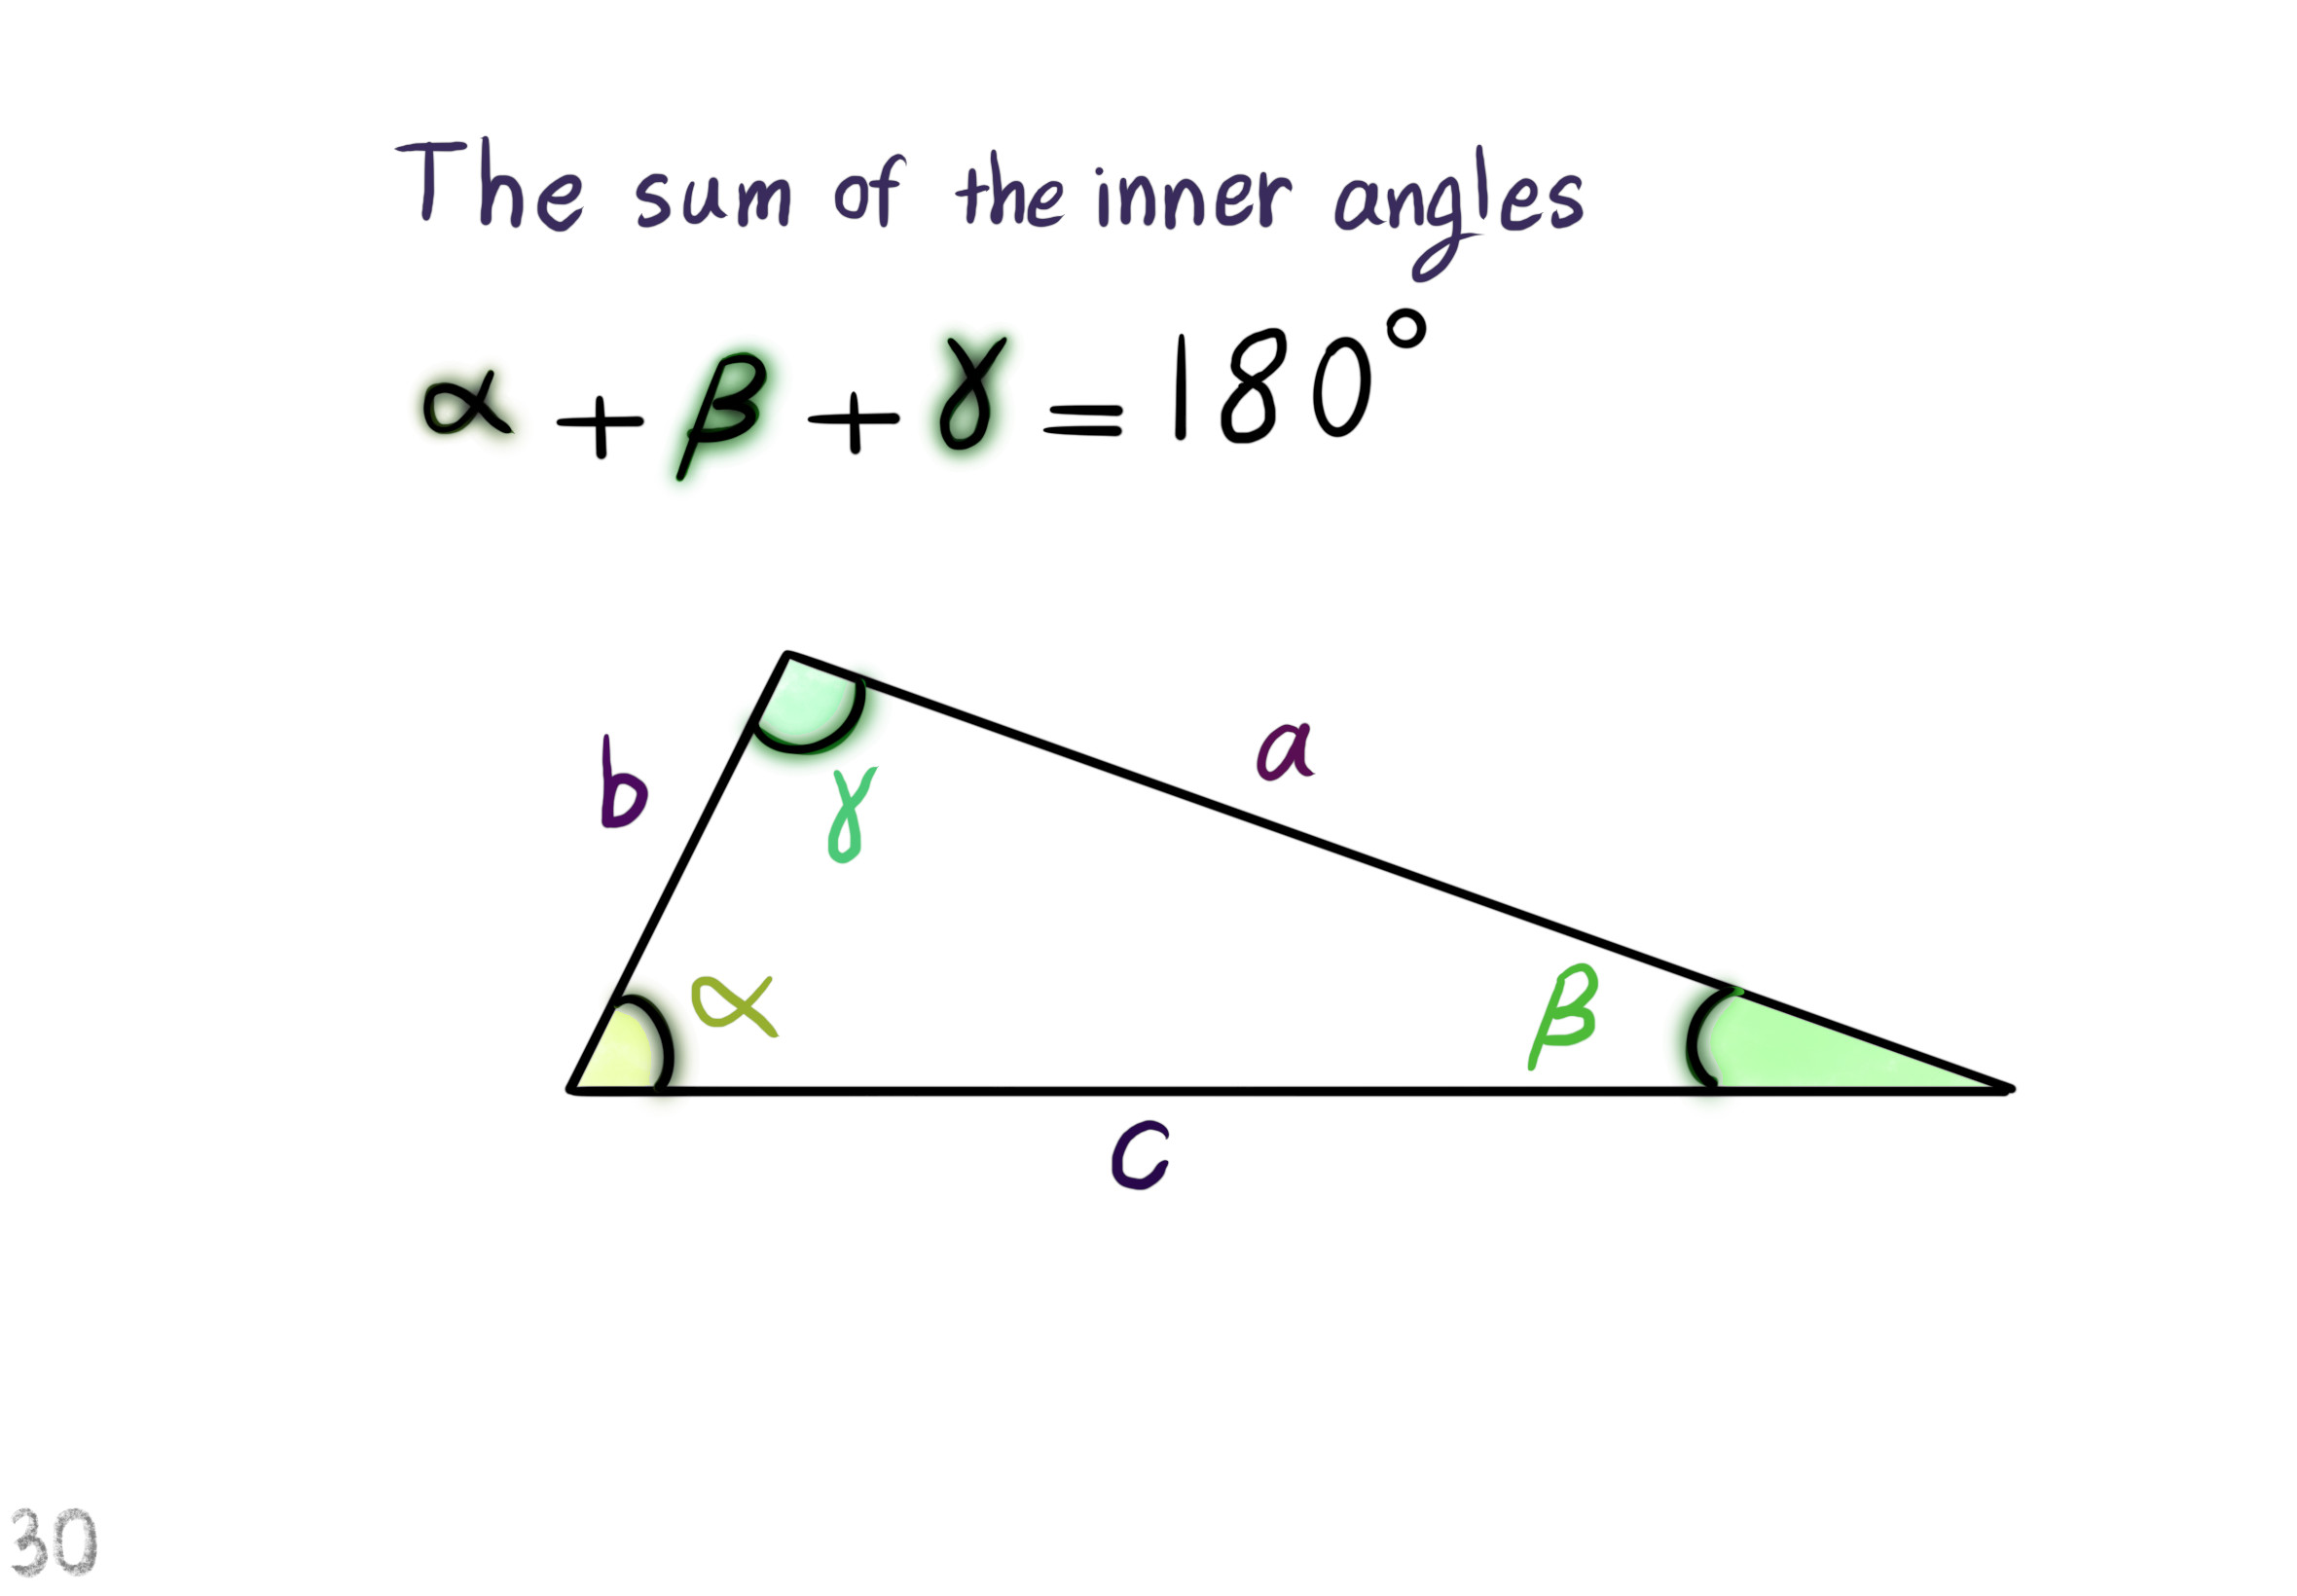 The sum of the inner angles
α + β + γ = 180°
a
b
γ
α
β
c
30